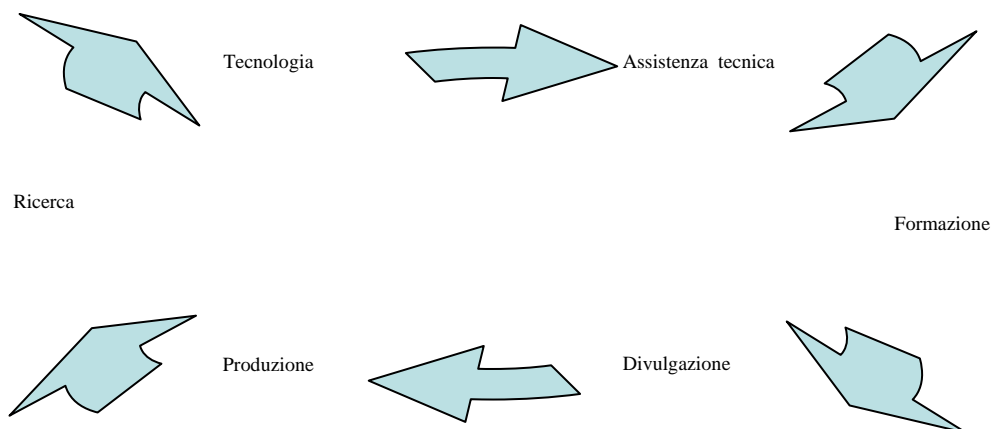 Tecnologia
Assistenza tecnica
Ricerca
Formazione
Produzione
Divulgazione